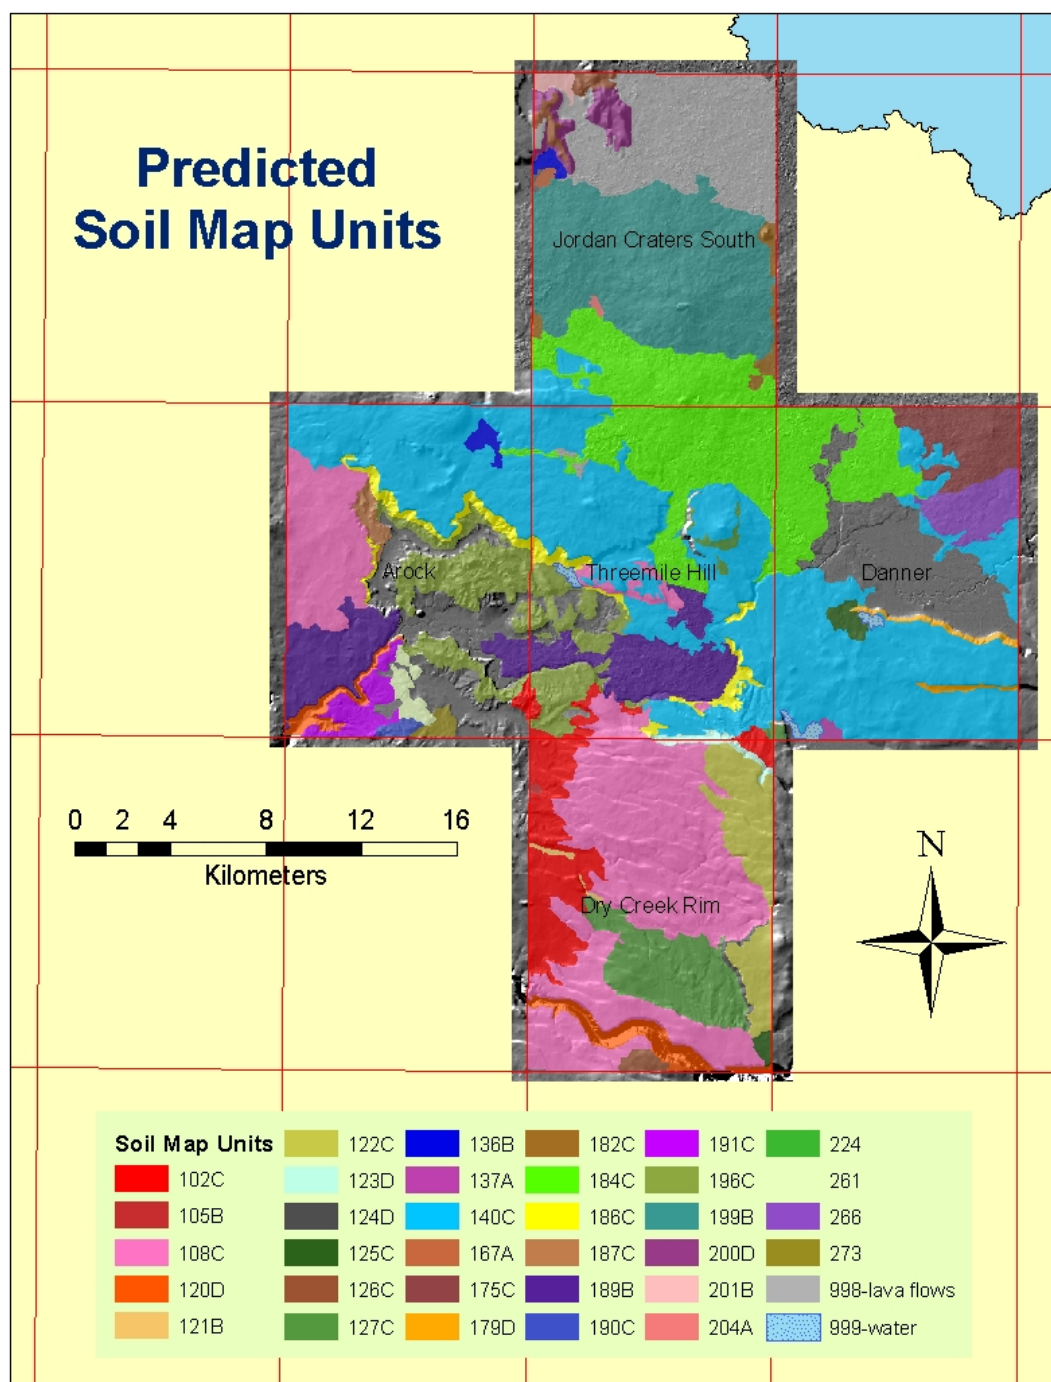 Predicted
Soil Map Units
Jordan Craters South
Arock
Threemile Hill
Danner
0 2 4 8 12 16
Kilometers
Dry Creek Rim
N
Soil Map Units
102C
105B
108C
120D
121B
122C
123D
124D
125C
126C
127C
136B
137A
140C
167A
175C
179D
182C
184C
186C
187C
189B
190C
191C
196C
199B
200D
201B
204A
224
261
266
273
998-lava flows
999-water